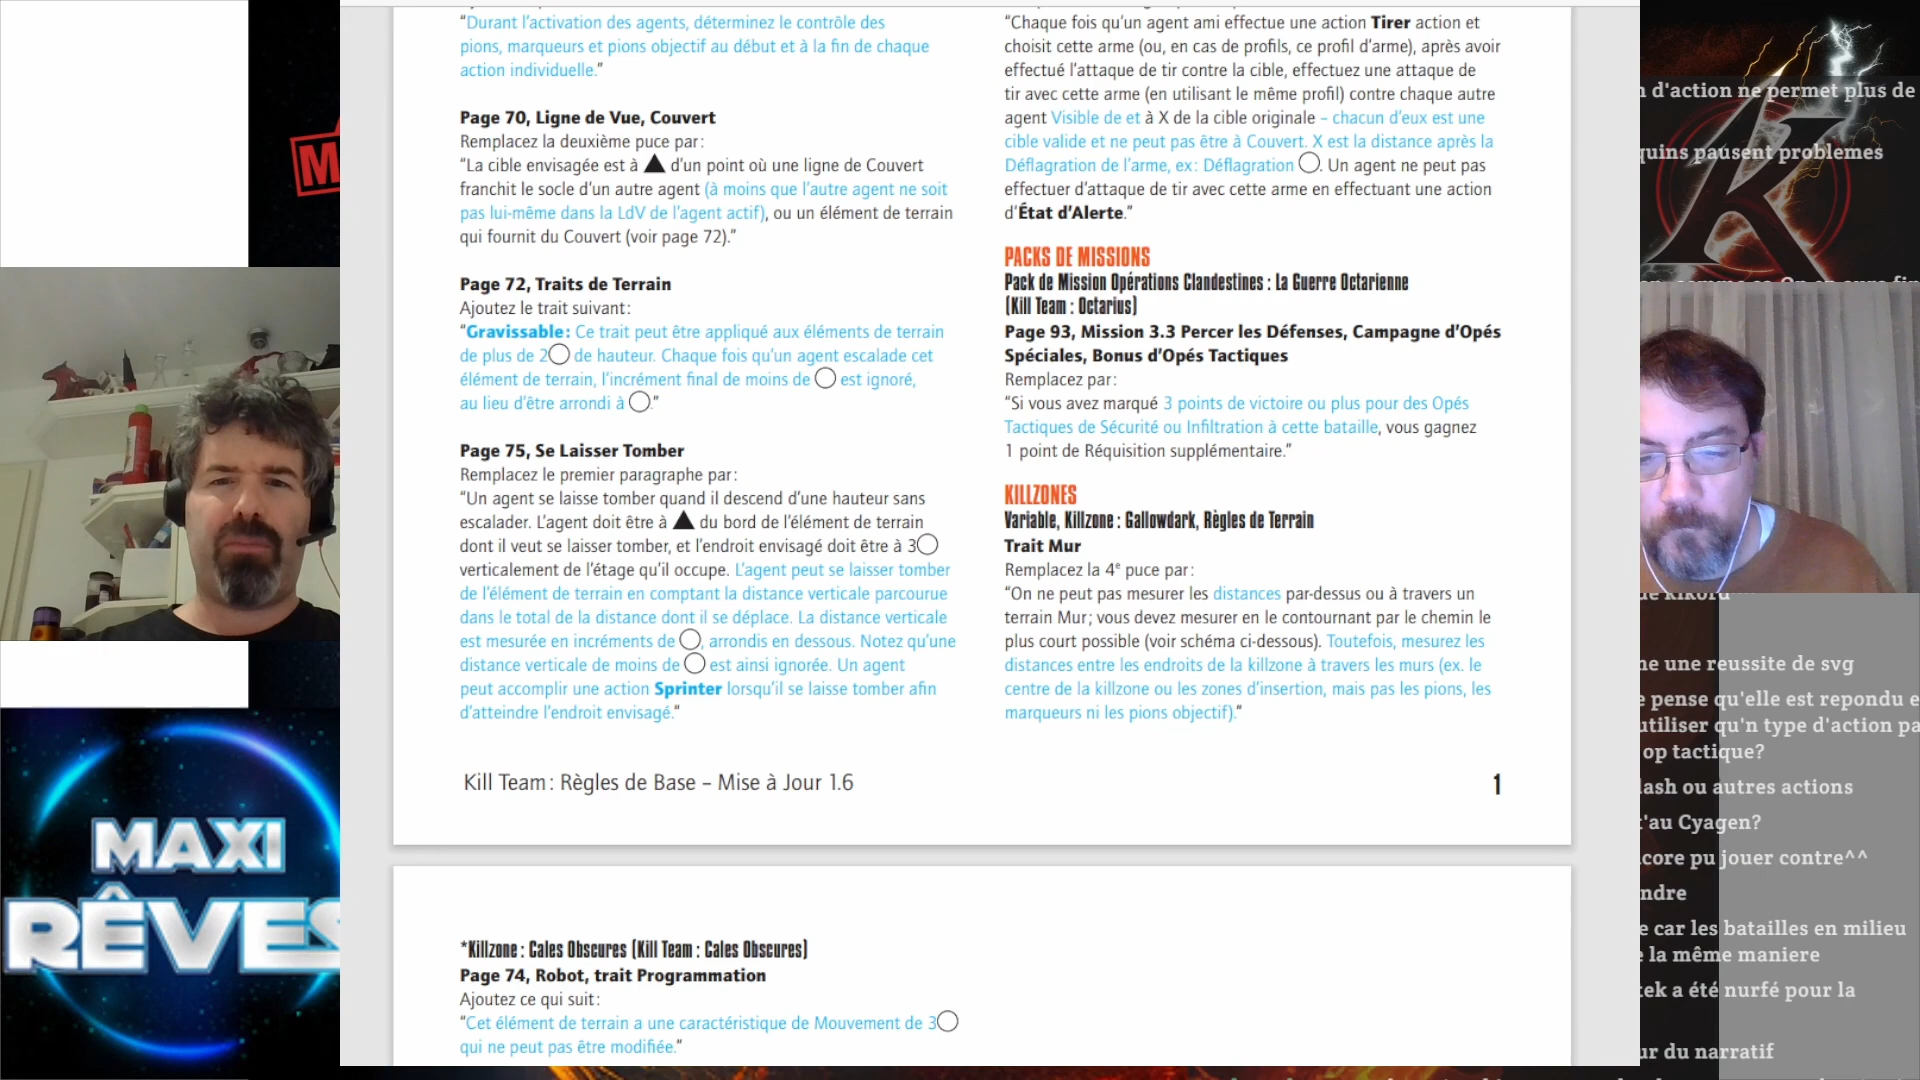 “Durant l’activation des agents, déterminez le contrôle des
pions, marqueurs et pions objectif au début et à la fin de chaque
action individuelle.”
Page 70, Ligne de Vue, Couvert
Remplacez la deuxième puce par :
“La cible envisagée est à ▲ d’un point où une ligne de Couvert
franchit le socle d’un autre agent (à moins que l’autre agent ne soit
pas lui-même dans la LdV de l’agent actif), ou un élément de terrain
qui fournit du Couvert (voir page 72).”
Page 72, Traits de Terrain
Ajoutez le trait suivant :
“Gravissable : Ce trait peut être appliqué aux éléments de terrain
de plus de 2○ de hauteur. Chaque fois qu’un agent escalade cet
élément de terrain, l’incrément final de moins de ○ est ignoré,
au lieu d’être arrondi à ○.”
Page 75, Se Laisser Tomber
Remplacez le premier paragraphe par :
“Un agent se laisse tomber quand il descend d’une hauteur sans
escalader. L’agent doit être à ▲ du bord de l’élément de terrain
dont il veut se laisser tomber, et l’endroit envisagé doit être à 3○
verticalement de l’étage qu’il occupe. L’agent peut se laisser tomber
de l’élément de terrain en comptant la distance verticale parcourue
dans le total de la distance dont il se déplace. La distance verticale
est mesurée en incréments de ○, arrondis en dessous. Notez qu’une
distance verticale de moins de ○ est ainsi ignorée. Un agent
peut accomplir une action Sprinter lorsqu’il se laisse tomber afin
d’atteindre l’endroit envisagé.”
“Chaque fois qu’un agent ami effectue une action Tirer action et
choisit cette arme (ou, en cas de profils, ce profil d’arme), après avoir
effectué l’attaque de tir contre la cible, effectuez une attaque de
tir avec cette arme (en utilisant le même profil) contre chaque autre
agent Visible de et à X de la cible originale – chacun d’eux est une
cible valide et ne peut pas être à Couvert. X est la distance après la
Déflagration de l’arme, ex: Déflagration ○. Un agent ne peut pas
effectuer d’attaque de tir avec cette arme en effectuant une action
d’État d’Alerte.”
PACKS DE MISSIONS
Pack de Mission Opérations Clandestines : La Guerre Octarienne
(Kill Team : Octarius)
Page 93, Mission 3.3 Percer les Défenses, Campagne d’Opés
Spéciales, Bonus d’Opés Tactiques
Remplacez par :
“Si vous avez marqué 3 points de victoire ou plus pour des Opés
Tactiques de Sécurité ou Infiltration à cette bataille, vous gagnez
1 point de Réquisition supplémentaire.”
KILLZONES
Variable, Killzone : Gallowdark, Règles de Terrain
Trait Mur
Remplacez la 4e puce par :
“On ne peut pas mesurer les distances par-dessus ou à travers un
terrain Mur ; vous devez mesurer en le contournant par le chemin le
plus court possible (voir schéma ci-dessous). Toutefois, mesurez les
distances entre les endroits de la killzone à travers les murs (ex. le
centre de la killzone ou les zones d’insertion, mais pas les pions, les
marqueurs ni les pions objectif).”
Kill Team : Règles de Base – Mise à Jour 1.6
1
*Killzone : Cales Obscures (Kill Team : Cales Obscures)
Page 74, Robot, trait Programmation
Ajoutez ce qui suit :
“Cet élément de terrain a une caractéristique de Mouvement de 3○
qui ne peut pas être modifiée.”
M
MAXI
RÊVES
K
d'action ne permet plus de
quins pausent problemes
ne une reussite de svg
pense qu'elle est repondu e
utiliser qu'n type d'action pa
op tactique?
lash ou autres actions
t'au Cyagen?
core pu jouer contre^^
ndre
e car les batailles en milieu
la même maniere
tek a été nurfé pour la
ur du narratif